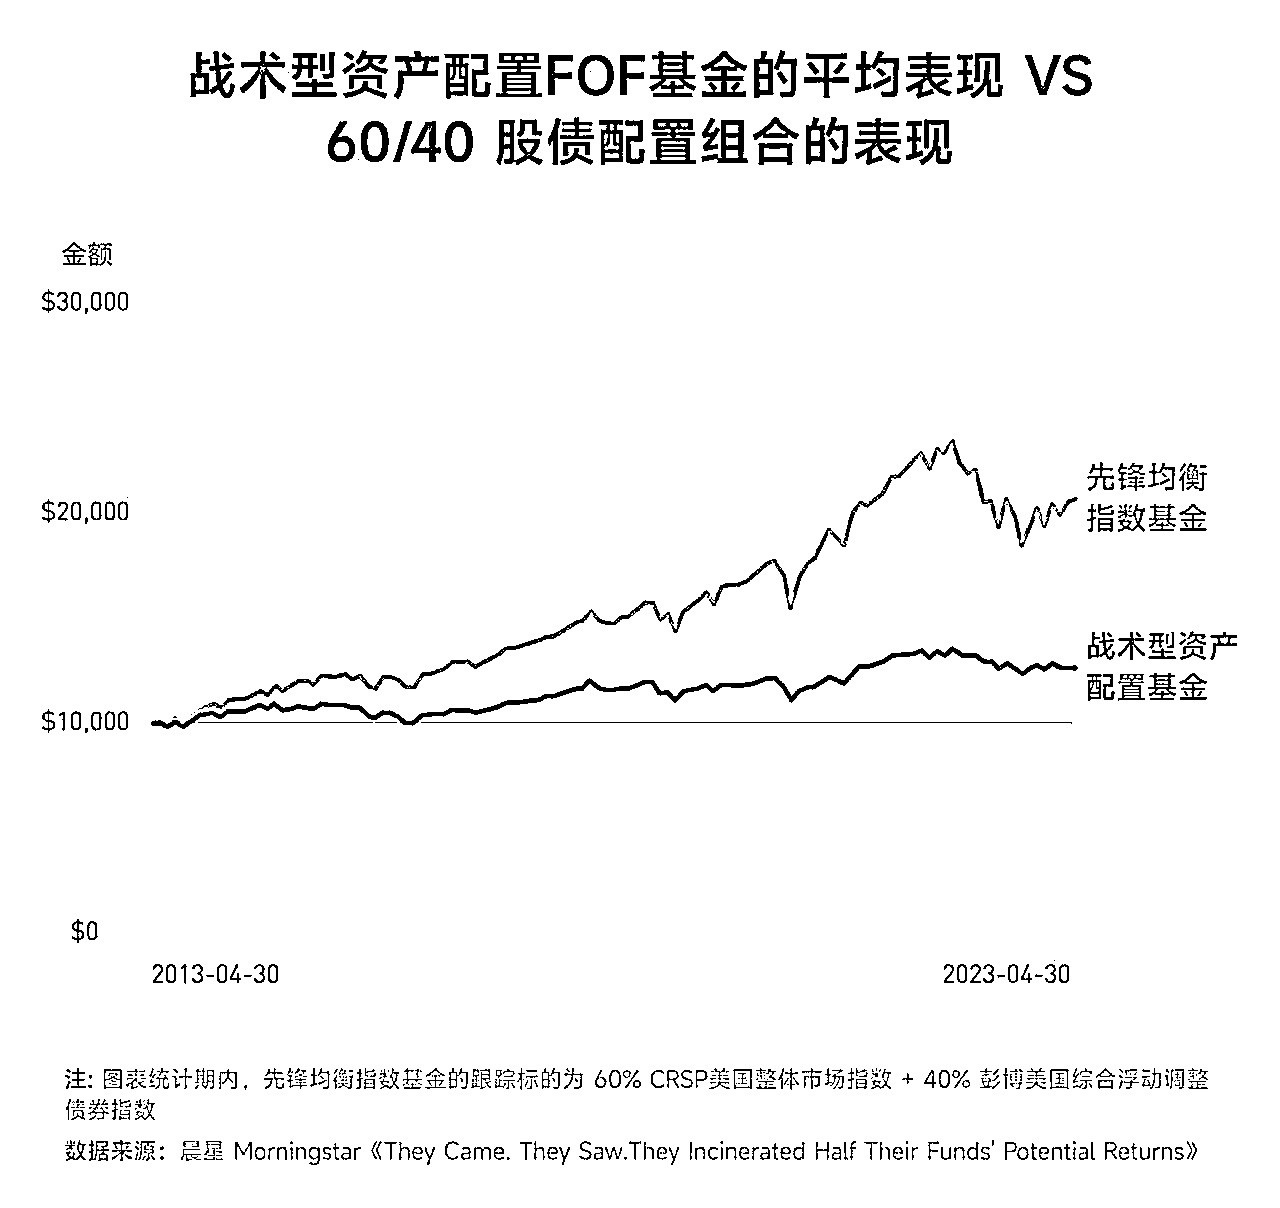 战术型资产配置FOF基金的平均表现 VS
60/40 股债配置组合的表现
金额
$30,000
$20,000
$10,000
$0
先锋均衡
指数基金
战术型资产
配置基金
2013-04-30
2023-04-30
注: 图表统计期内，先锋均衡指数基金的跟踪标的为 60% CRSP美国整体市场指数 + 40% 彭博美国综合浮动调整
债券指数
数据来源：晨星 Morningstar《They Came. They Saw.They Incinerated Half Their Funds' Potential Returns》